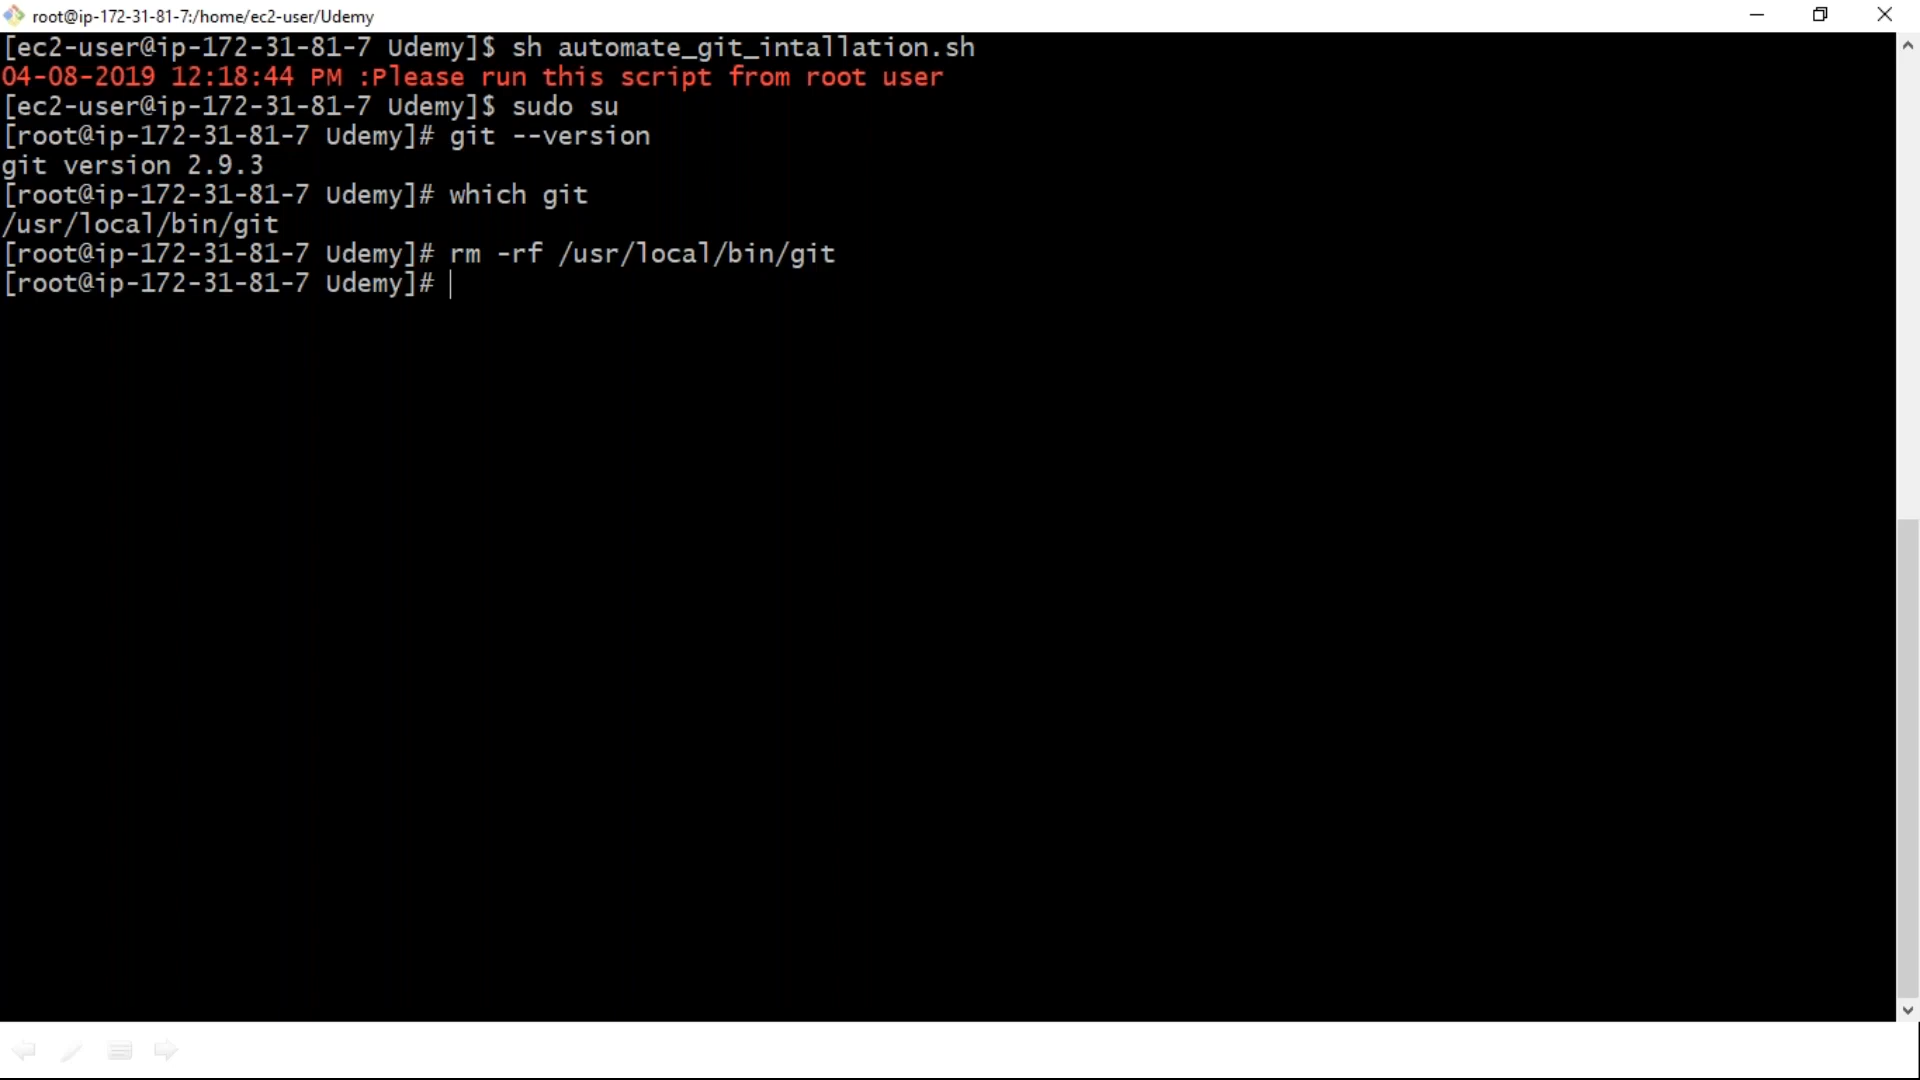 root@ip-172-31-81-7:/home/ec2-user/Udemy
[ec2-user@ip-172-31-81-7 Udemy]$ sh automate_git_intallation.sh
04-08-2019 12:18:44 PM :Please run this script from root user
[ec2-user@ip-172-31-81-7 Udemy]$ sudo su
[root@ip-172-31-81-7 Udemy]# git --version
git version 2.9.3
[root@ip-172-31-81-7 Udemy]# which git
/usr/local/bin/git
[root@ip-172-31-81-7 Udemy]# rm -rf /usr/local/bin/git
[root@ip-172-31-81-7 Udemy]#